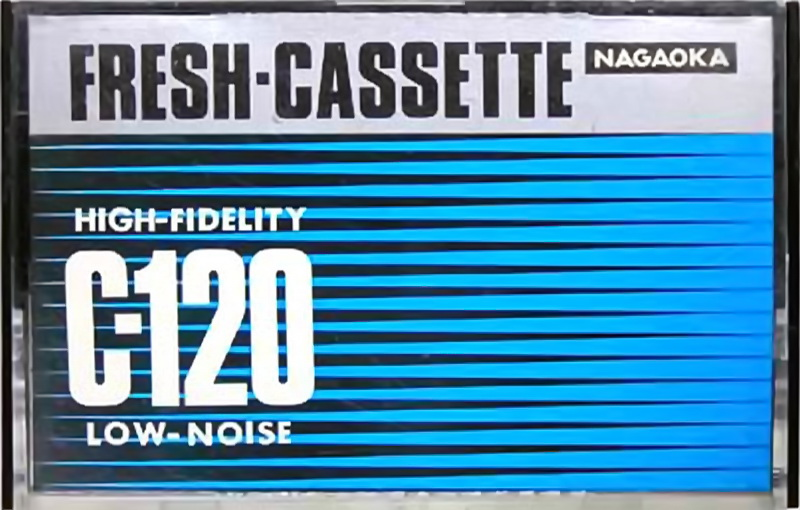 FRESH-CASSETTE NAGAOKA
HIGH-FIDELITY
C-120
LOW-NOISE